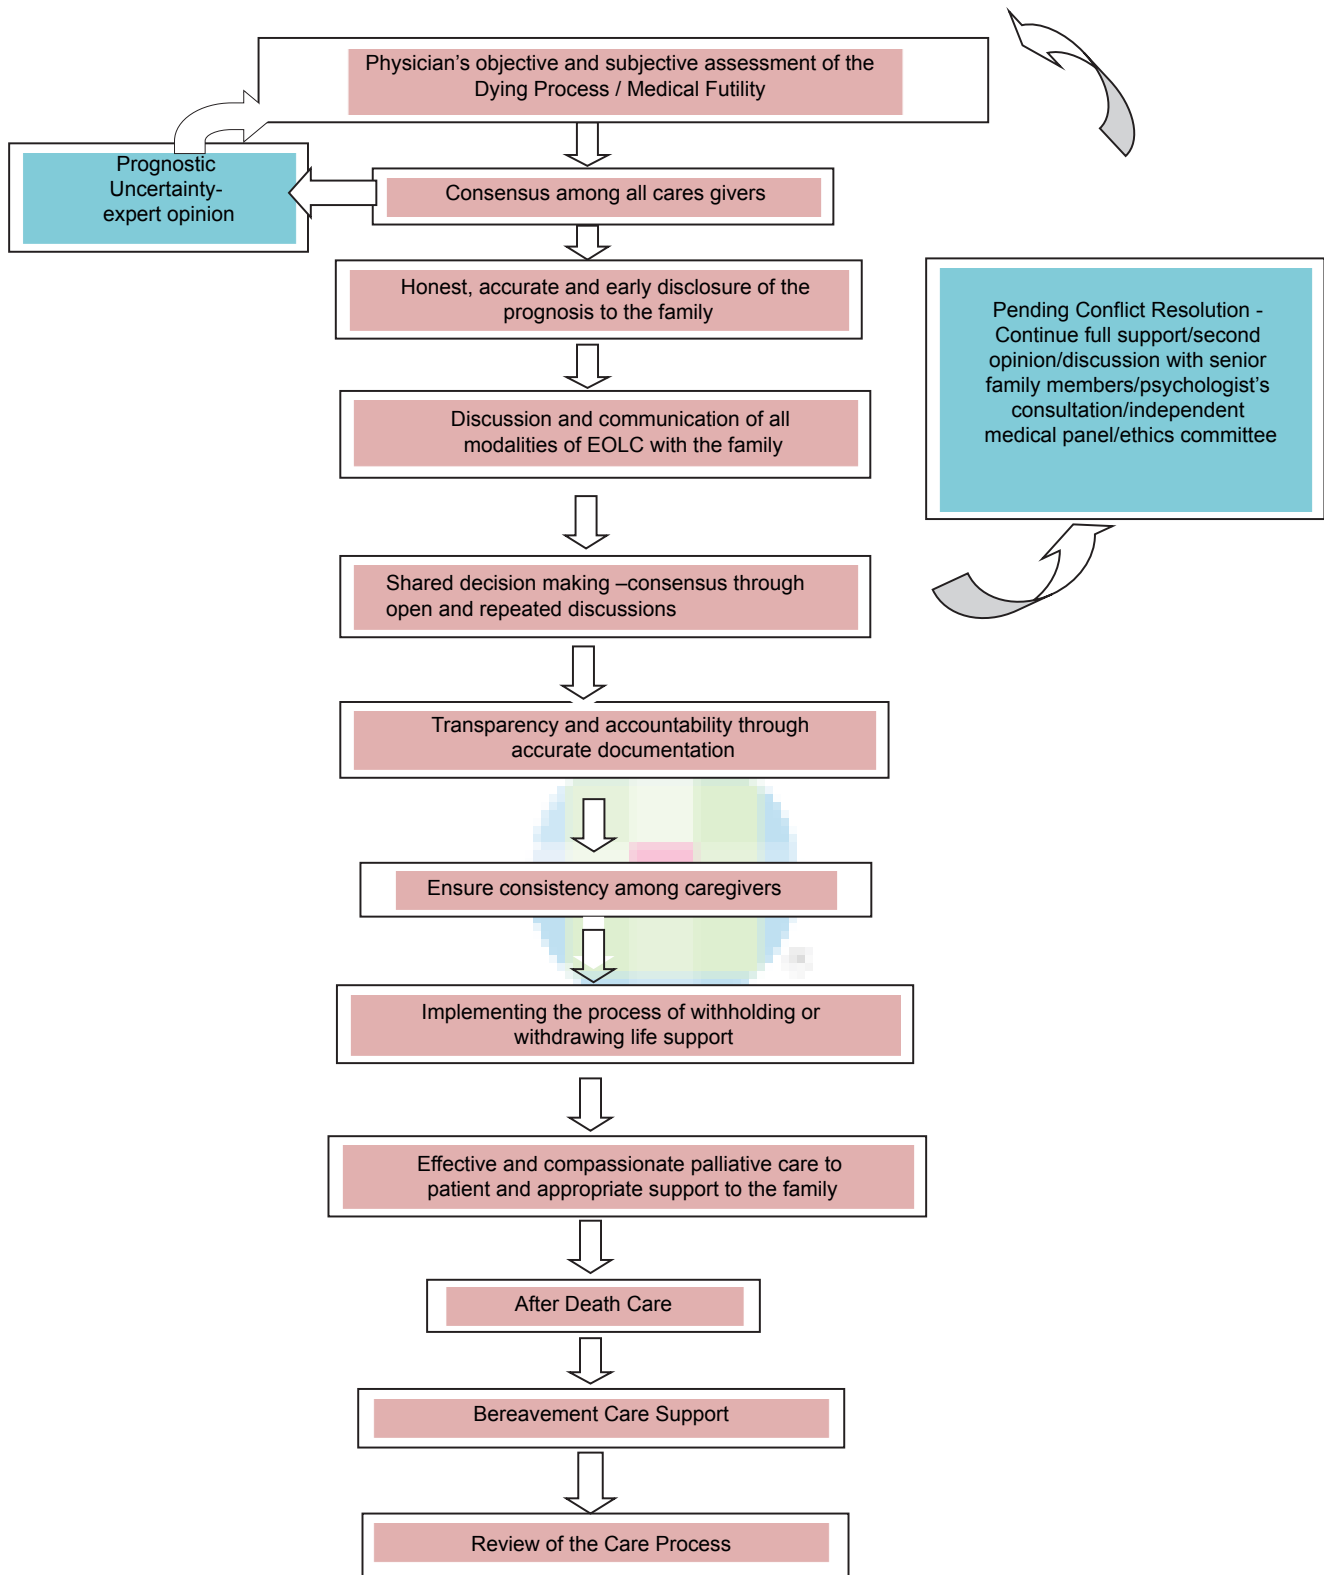 Physician’s objective and subjective assessment of the
Dying Process / Medical Futility
Prognostic
Uncertainty-
expert opinion
Consensus among all cares givers
Honest, accurate and early disclosure of the
prognosis to the family
Pending Conflict Resolution -
Continue full support/second
opinion/discussion with senior
family members/psychologist’s
consultation/independent
medical panel/ethics committee
Discussion and communication of all
modalities of EOLC with the family
Shared decision making –consensus through
open and repeated discussions
Transparency and accountability through
accurate documentation
Ensure consistency among caregivers
Implementing the process of withholding or
withdrawing life support
Effective and compassionate palliative care to
patient and appropriate support to the family
After Death Care
Bereavement Care Support
Review of the Care Process